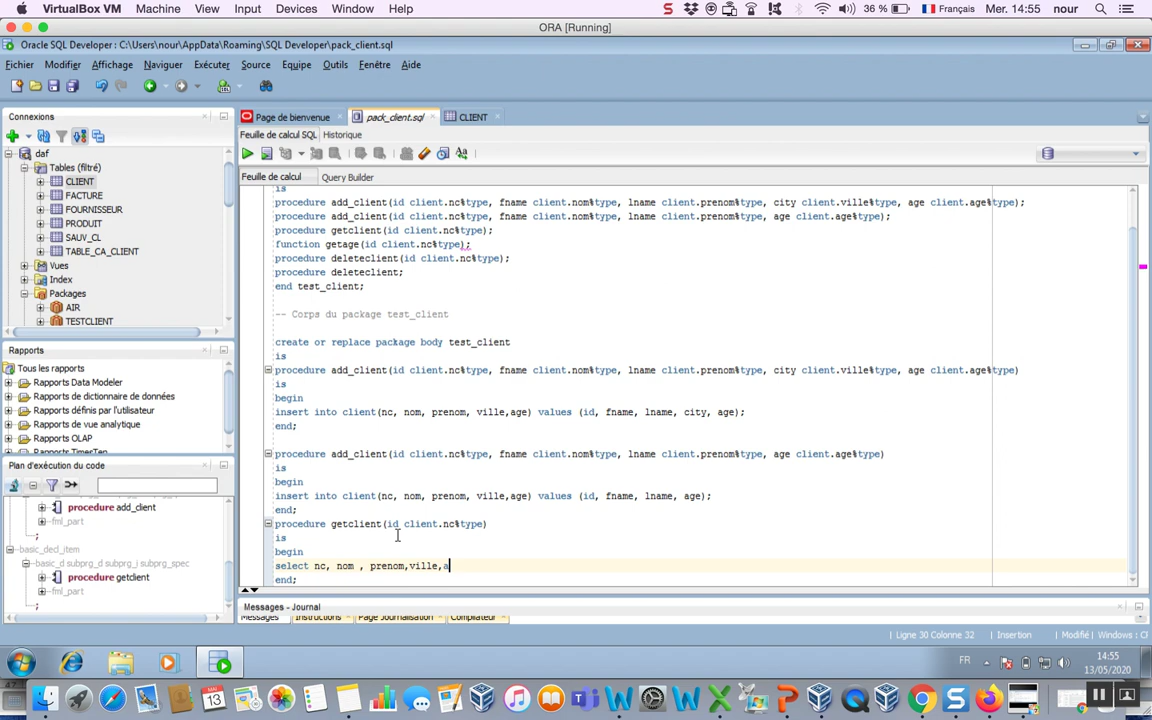 VirtualBox VM Machine View Input Devices Window Help
36 % Français Mer. 14:55 nour
ORA [Running]
Oracle SQL Developer : C:\Users\nour\AppData\Roaming\SQL Developer\pack_client.sql
Fichier Modifier Affichage Naviguer Exécuter Source Equipe Outils Fenêtre Aide
Connexions
daf
Tables (filtré)
CLIENT
FACTURE
FOURNISSEUR
PRODUIT
SAUV_CL
TABLE_CA_CLIENT
Vues
Index
Packages
AIR
TESTCLIENT
Rapports
Tous les rapports
Rapports Data Modeler
Rapports de dictionnaire de données
Rapports définis par l'utilisateur
Rapports de vue analytique
Rapports OLAP
Rapports TimesTen
Plan d'exécution du code
procedure add_client
fml_part
;
basic_decl_item
basic_d subprg_d subprg_i subprg_spec
procedure getclient
fml_part
;
Page de bienvenue pack_client.sql CLIENT
Feuille de calcul SQL Historique
Feuille de calcul Query Builder
is
procedure add_client(id client.nc%type, fname client.nom%type, lname client.prenom%type, city client.ville%type, age client.age%type);
procedure add_client(id client.nc%type, fname client.nom%type, lname client.prenom%type, age client.age%type);
procedure getclient(id client.nc%type);
function getage(id client.nc%type);
procedure deleteclient(id client.nc%type);
procedure deleteclient;
end test_client;
-- Corps du package test_client
create or replace package body test_client
is
procedure add_client(id client.nc%type, fname client.nom%type, lname client.prenom%type, city client.ville%type, age client.age%type)
is
begin
insert into client(nc, nom, prenom, ville,age) values (id, fname, lname, city, age);
end;
procedure add_client(id client.nc%type, fname client.nom%type, lname client.prenom%type, age client.age%type)
is
begin
insert into client(nc, nom, prenom, ville,age) values (id, fname, lname, age);
end;
procedure getclient(id client.nc%type)
is
begin
select nc, nom , prenom,ville,a
end;
Messages - Journal
Messages Instructions Page Journalisation Compilateur
Ligne 30 Colonne 32 Insertion Modifié Windows : Cl
FR 14:55
13/05/2020